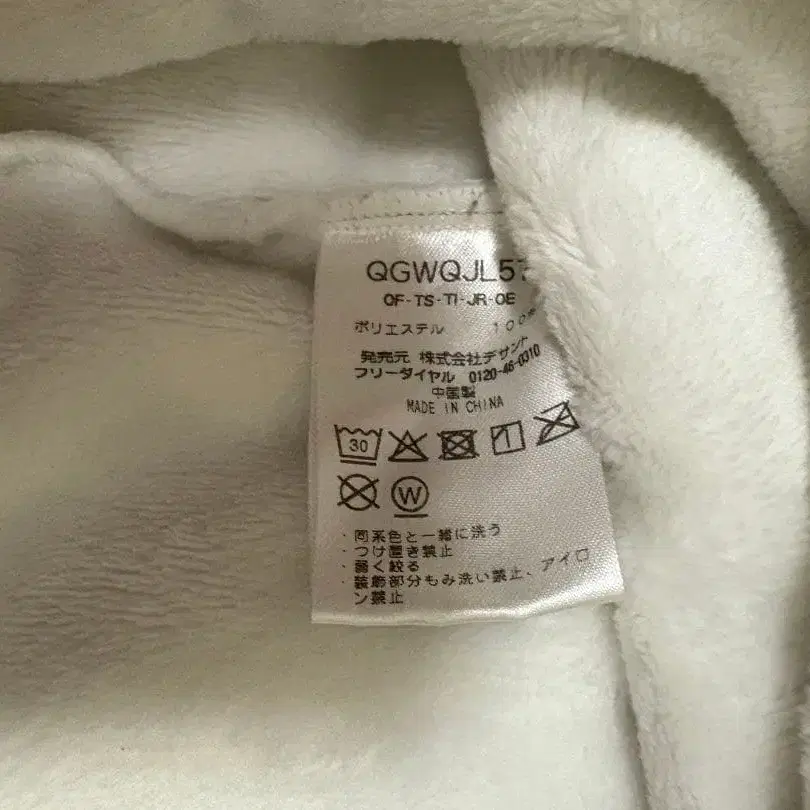 QGWQJL57
OF-TS-TI-JR-OE
ポリエステル 100%
発売元 株式会社デサント
フリーダイヤル 0120-46-0310
中国製
MADE IN CHINA
30
W
・同系色と一緒に洗う
・つけ置き禁止
・弱く絞る
・装飾部分もみ洗い禁止、アイロ
ン禁止